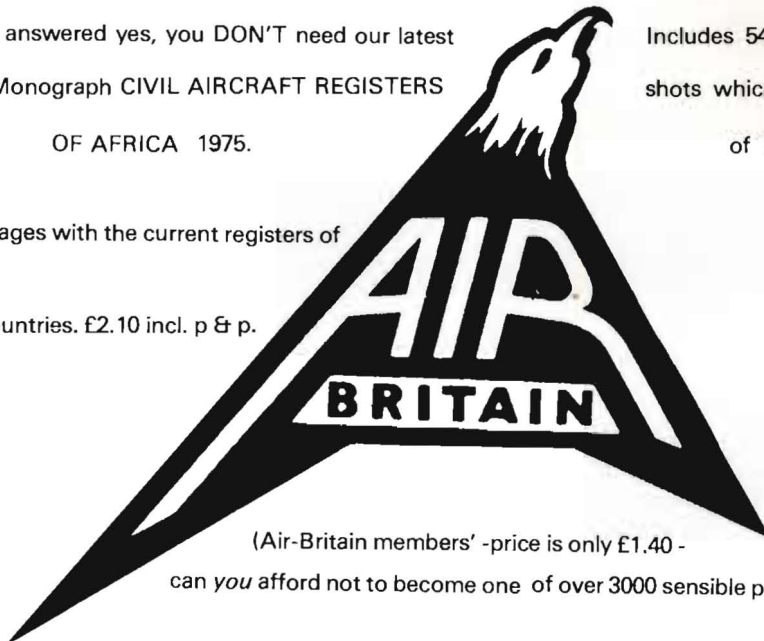 answered yes, you DON'T need our latest
Monograph CIVIL AIRCRAFT REGISTERS
OF AFRICA 1975.
ages with the current registers of
untries. £2.10 incl. p & p.
Includes 54
shots whic
of
AIR
BRITAIN
(Air-Britain members' -price is only £1.40 -
can you afford not to become one of over 3000 sensible p